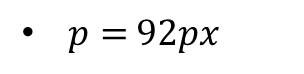 • p = 92px